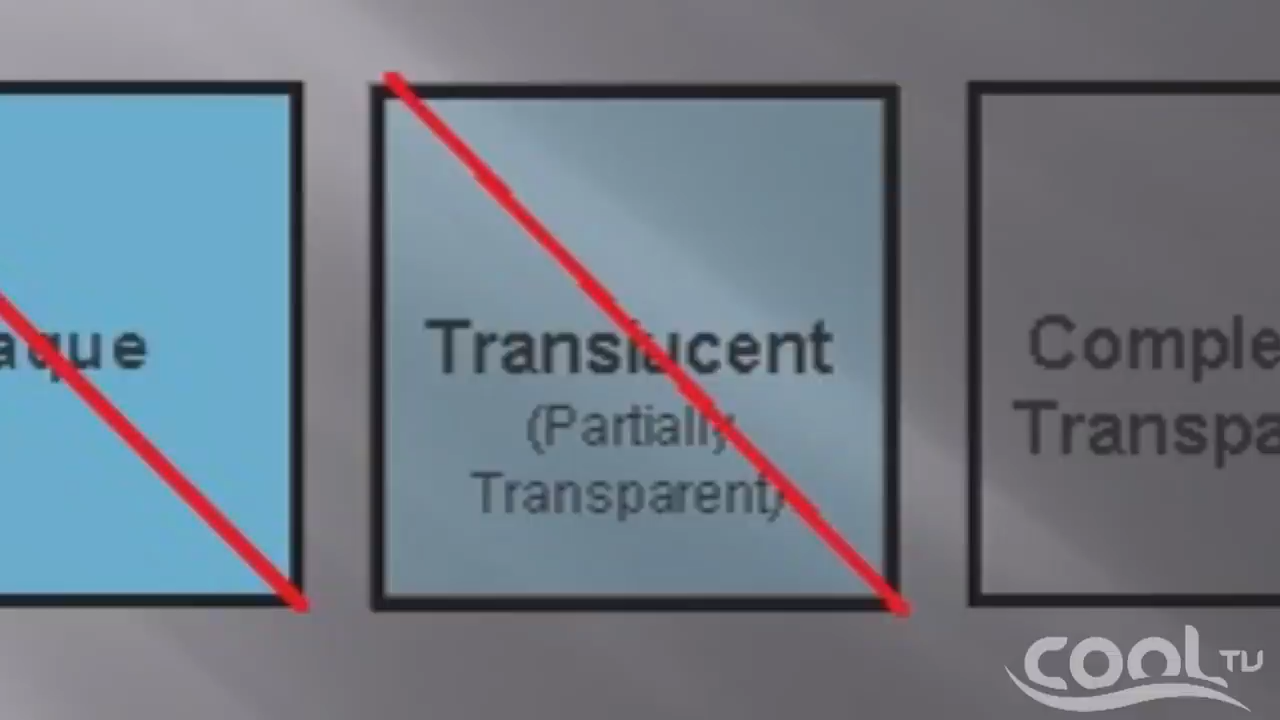 aque
Translucent
(Partially
Transparent)
Comple
Transpa
COOL TV